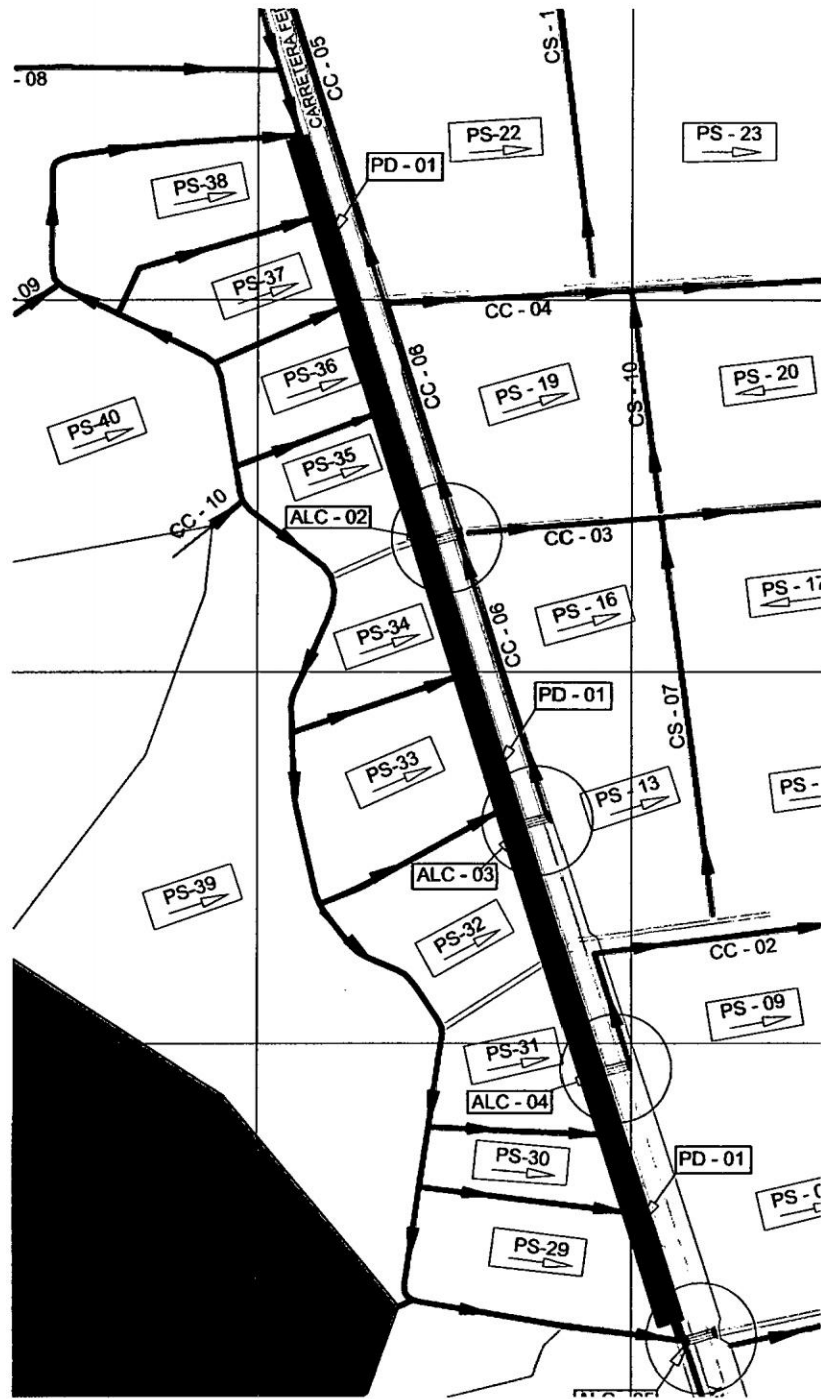 CARRETERA
CC - 05
CS - 1
- 08
PS-22
PS - 23
PD - 01
PS-38
PS-37
09
CC - 04
PS-36
CC - 06
PS - 19
CS - 10
PS - 20
PS-40
PS-35
CC - 10
ALC - 02
CC - 03
PS-34
CC - 06
PS - 16
PS - 17
PD - 01
CS - 07
PS-33
PS - 13
PS -
ALC - 03
PS-39
PS-32
CC - 02
PS - 09
PS-31
ALC - 04
PS-30
PD - 01
PS-29